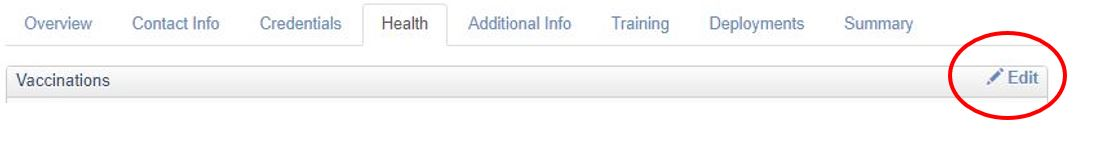 Overview Contact Info Credentials Health Additional Info Training Deployments Summary
Vaccinations Edit